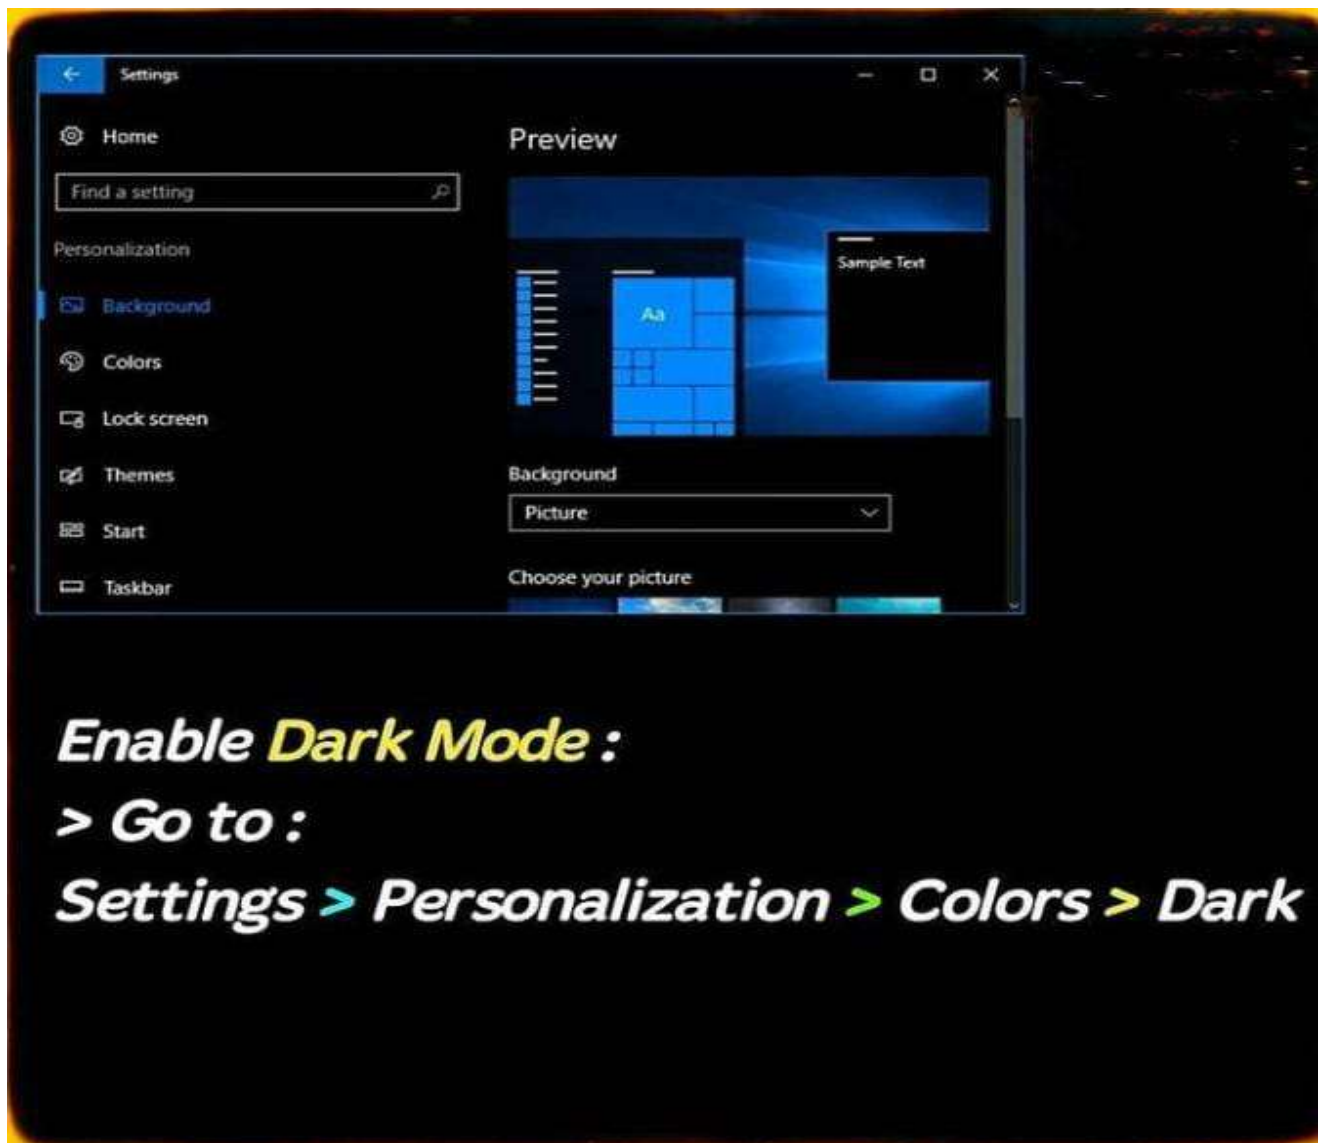 Settings
Home
Find a setting
Personalization
Background
Colors
Lock screen
Themes
Start
Taskbar
Preview
Sample Text
Aa
Background
Picture
Choose your picture
Enable Dark Mode :
> Go to :
Settings > Personalization > Colors > Dark